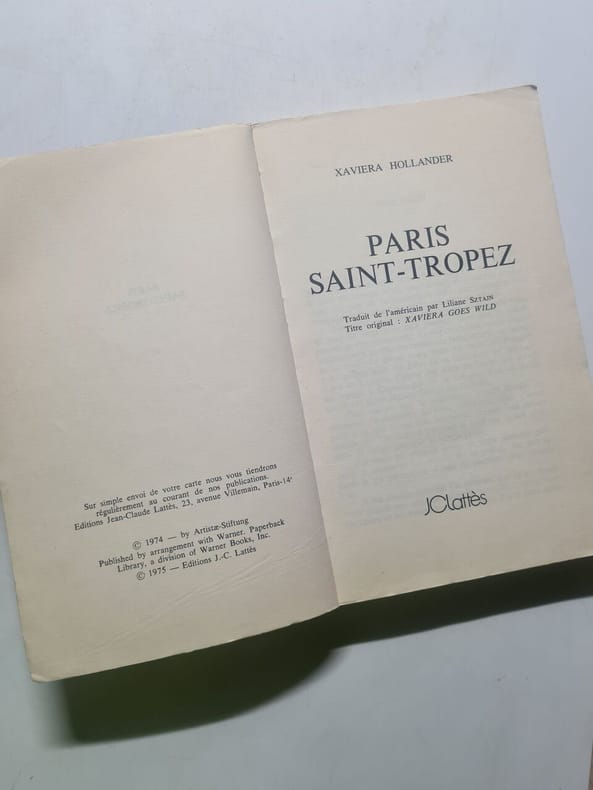 Sur simple envoi de votre carte nous vous tiendrons
régulièrement au courant de nos publications.
Editions Jean-Claude Lattès, 23, avenue Villemain, Paris-14e
© 1974 — by Artistæ-Stiftung
Published by arrangement with Warner. Paperback
Library, a division of Warner Books, Inc.
© 1975 — Editions J.-C. Lattès
XAVIERA HOLLANDER
PARIS
SAINT-TROPEZ
Traduit de l'américain par Liliane SZTAJN
Titre original : XAVIERA GOES WILD
JCLattès